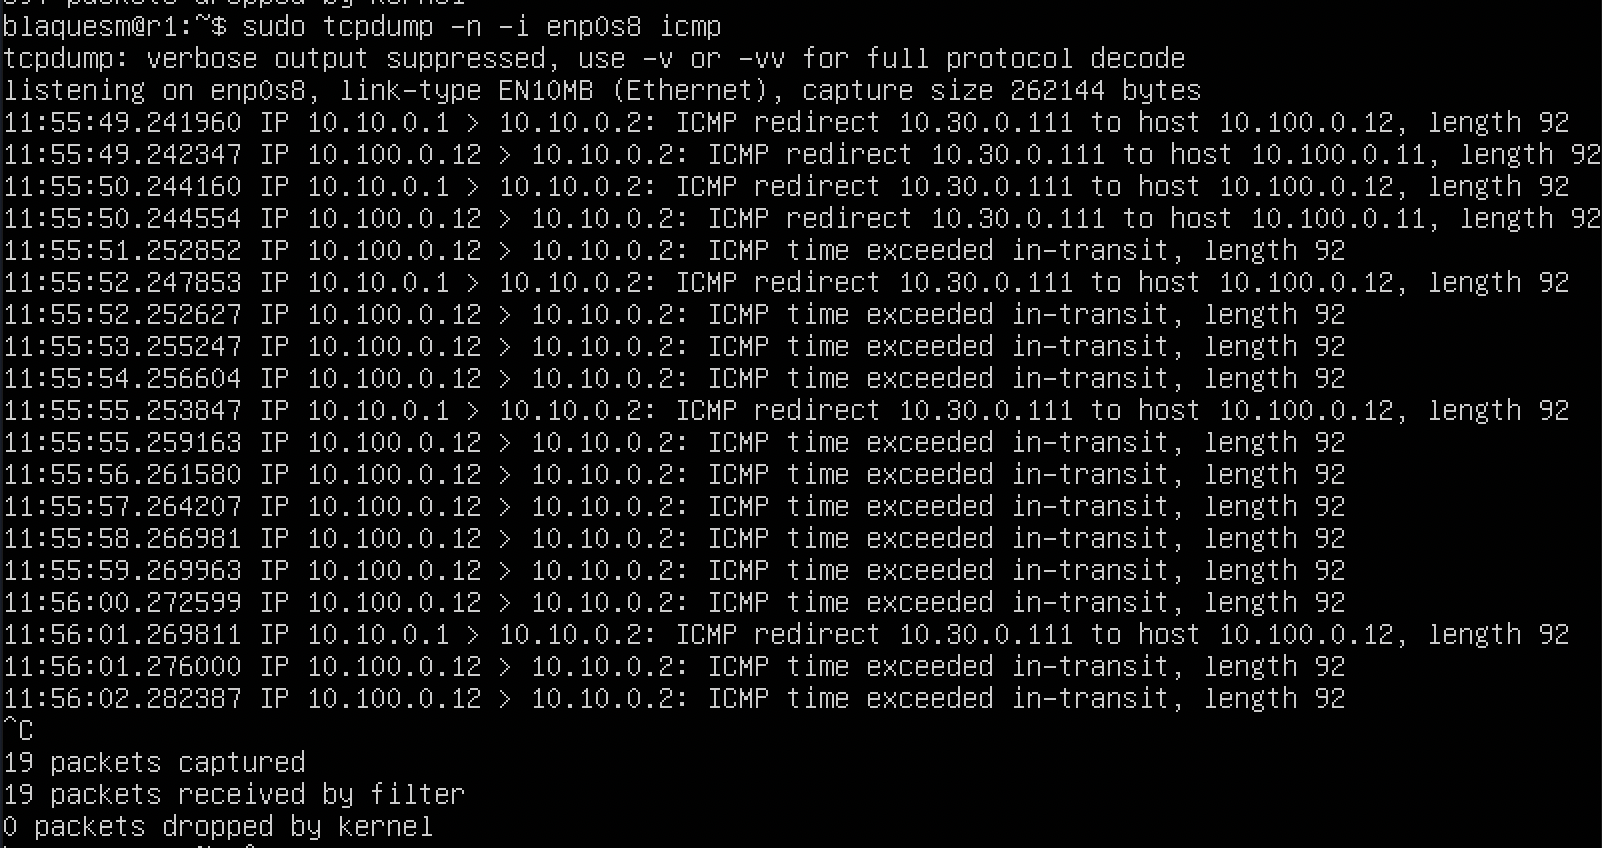 packets dropped by kernel
blaquesm@r1:~$ sudo tcpdump -n -i enp0s8 icmp
tcpdump: verbose output suppressed, use -v or -vv for full protocol decode
listening on enp0s8, link-type EN10MB (Ethernet), capture size 262144 bytes
11:55:49.241960 IP 10.10.0.1 > 10.10.0.2: ICMP redirect 10.30.0.111 to host 10.100.0.12, length 92
11:55:49.242347 IP 10.100.0.12 > 10.10.0.2: ICMP redirect 10.30.0.111 to host 10.100.0.11, length 92
11:55:50.244160 IP 10.10.0.1 > 10.10.0.2: ICMP redirect 10.30.0.111 to host 10.100.0.12, length 92
11:55:50.244554 IP 10.100.0.12 > 10.10.0.2: ICMP redirect 10.30.0.111 to host 10.100.0.11, length 92
11:55:51.252852 IP 10.100.0.12 > 10.10.0.2: ICMP time exceeded in-transit, length 92
11:55:52.247853 IP 10.10.0.1 > 10.10.0.2: ICMP redirect 10.30.0.111 to host 10.100.0.12, length 92
11:55:52.252627 IP 10.100.0.12 > 10.10.0.2: ICMP time exceeded in-transit, length 92
11:55:53.255247 IP 10.100.0.12 > 10.10.0.2: ICMP time exceeded in-transit, length 92
11:55:54.256604 IP 10.100.0.12 > 10.10.0.2: ICMP time exceeded in-transit, length 92
11:55:55.253847 IP 10.10.0.1 > 10.10.0.2: ICMP redirect 10.30.0.111 to host 10.100.0.12, length 92
11:55:55.259163 IP 10.100.0.12 > 10.10.0.2: ICMP time exceeded in-transit, length 92
11:55:56.261580 IP 10.100.0.12 > 10.10.0.2: ICMP time exceeded in-transit, length 92
11:55:57.264207 IP 10.100.0.12 > 10.10.0.2: ICMP time exceeded in-transit, length 92
11:55:58.266981 IP 10.100.0.12 > 10.10.0.2: ICMP time exceeded in-transit, length 92
11:55:59.269963 IP 10.100.0.12 > 10.10.0.2: ICMP time exceeded in-transit, length 92
11:56:00.272599 IP 10.100.0.12 > 10.10.0.2: ICMP time exceeded in-transit, length 92
11:56:01.269811 IP 10.10.0.1 > 10.10.0.2: ICMP redirect 10.30.0.111 to host 10.100.0.12, length 92
11:56:01.276000 IP 10.100.0.12 > 10.10.0.2: ICMP time exceeded in-transit, length 92
11:56:02.282387 IP 10.100.0.12 > 10.10.0.2: ICMP time exceeded in-transit, length 92
^C
19 packets captured
19 packets received by filter
0 packets dropped by kernel